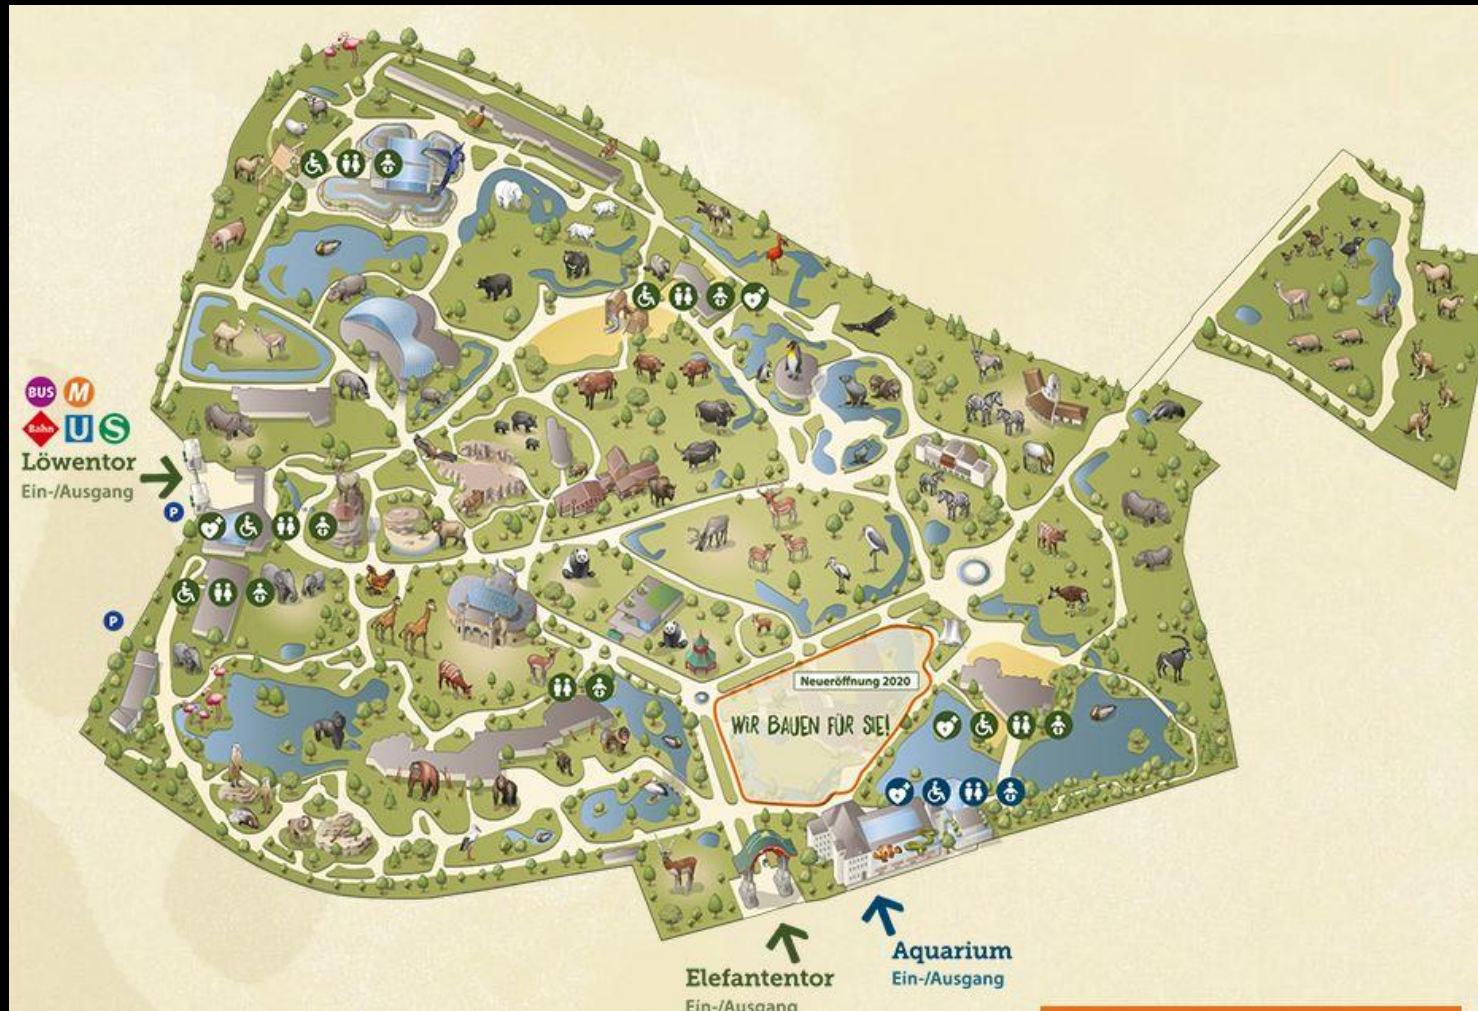 BUS M
Bahn U S
Löwentor
Ein-/Ausgang
P
P
Neueröffnung 2020
WIR BAUEN FÜR SIE!
Aquarium
Ein-/Ausgang
Elefantentor
Ein-/Ausgang